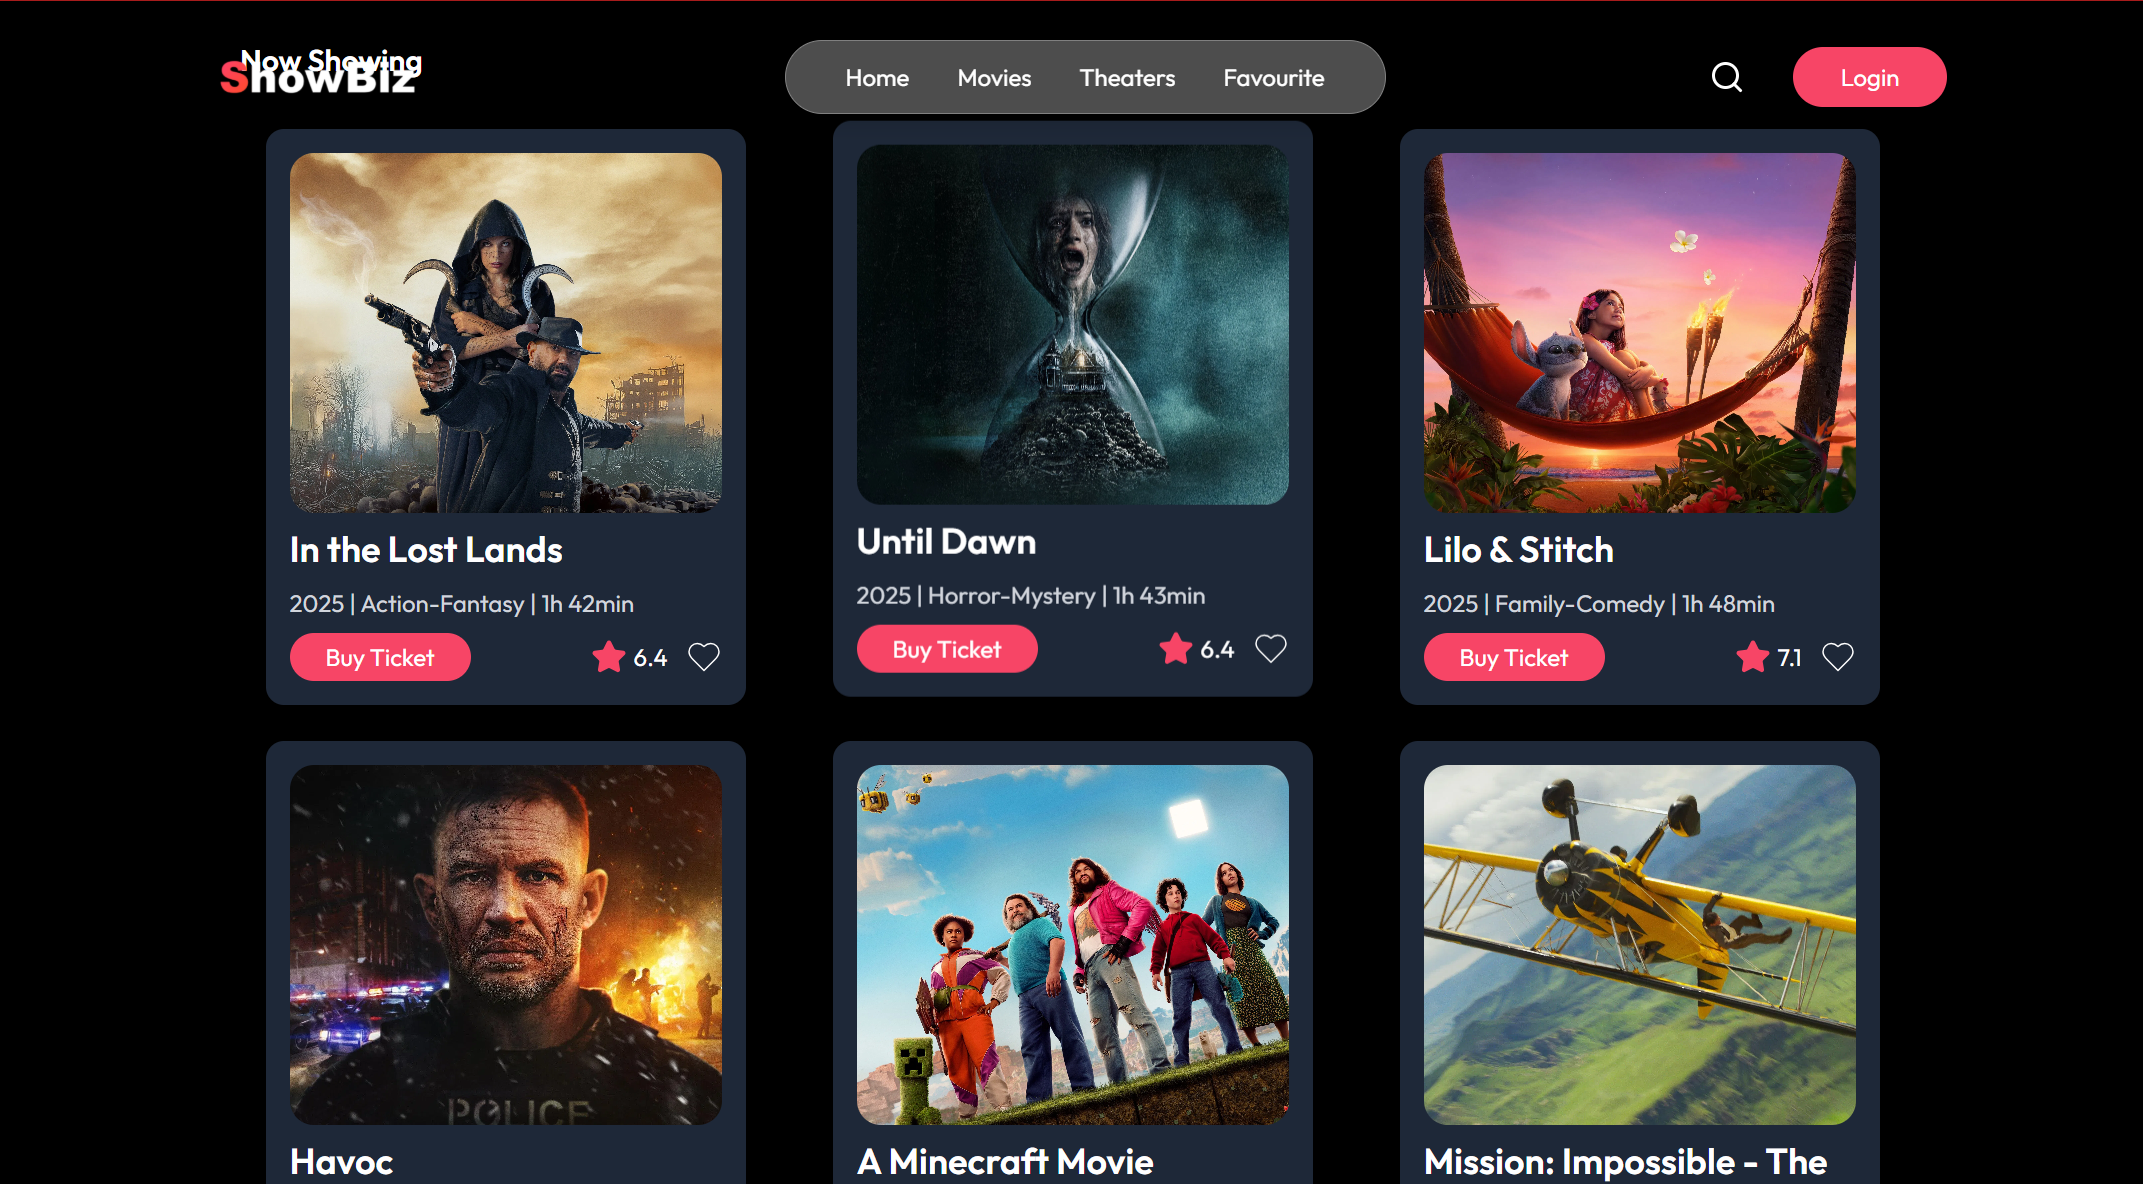 Now Showing
ShowBiz
Home
Movies
Theaters
Favourite
Login
In the Lost Lands
2025 | Action-Fantasy | 1h 42min
Buy Ticket
6.4
Until Dawn
2025 | Horror-Mystery | 1h 43min
Buy Ticket
6.4
Lilo & Stitch
2025 | Family-Comedy | 1h 48min
Buy Ticket
7.1
POLICE
Havoc
A Minecraft Movie
Mission: Impossible - The